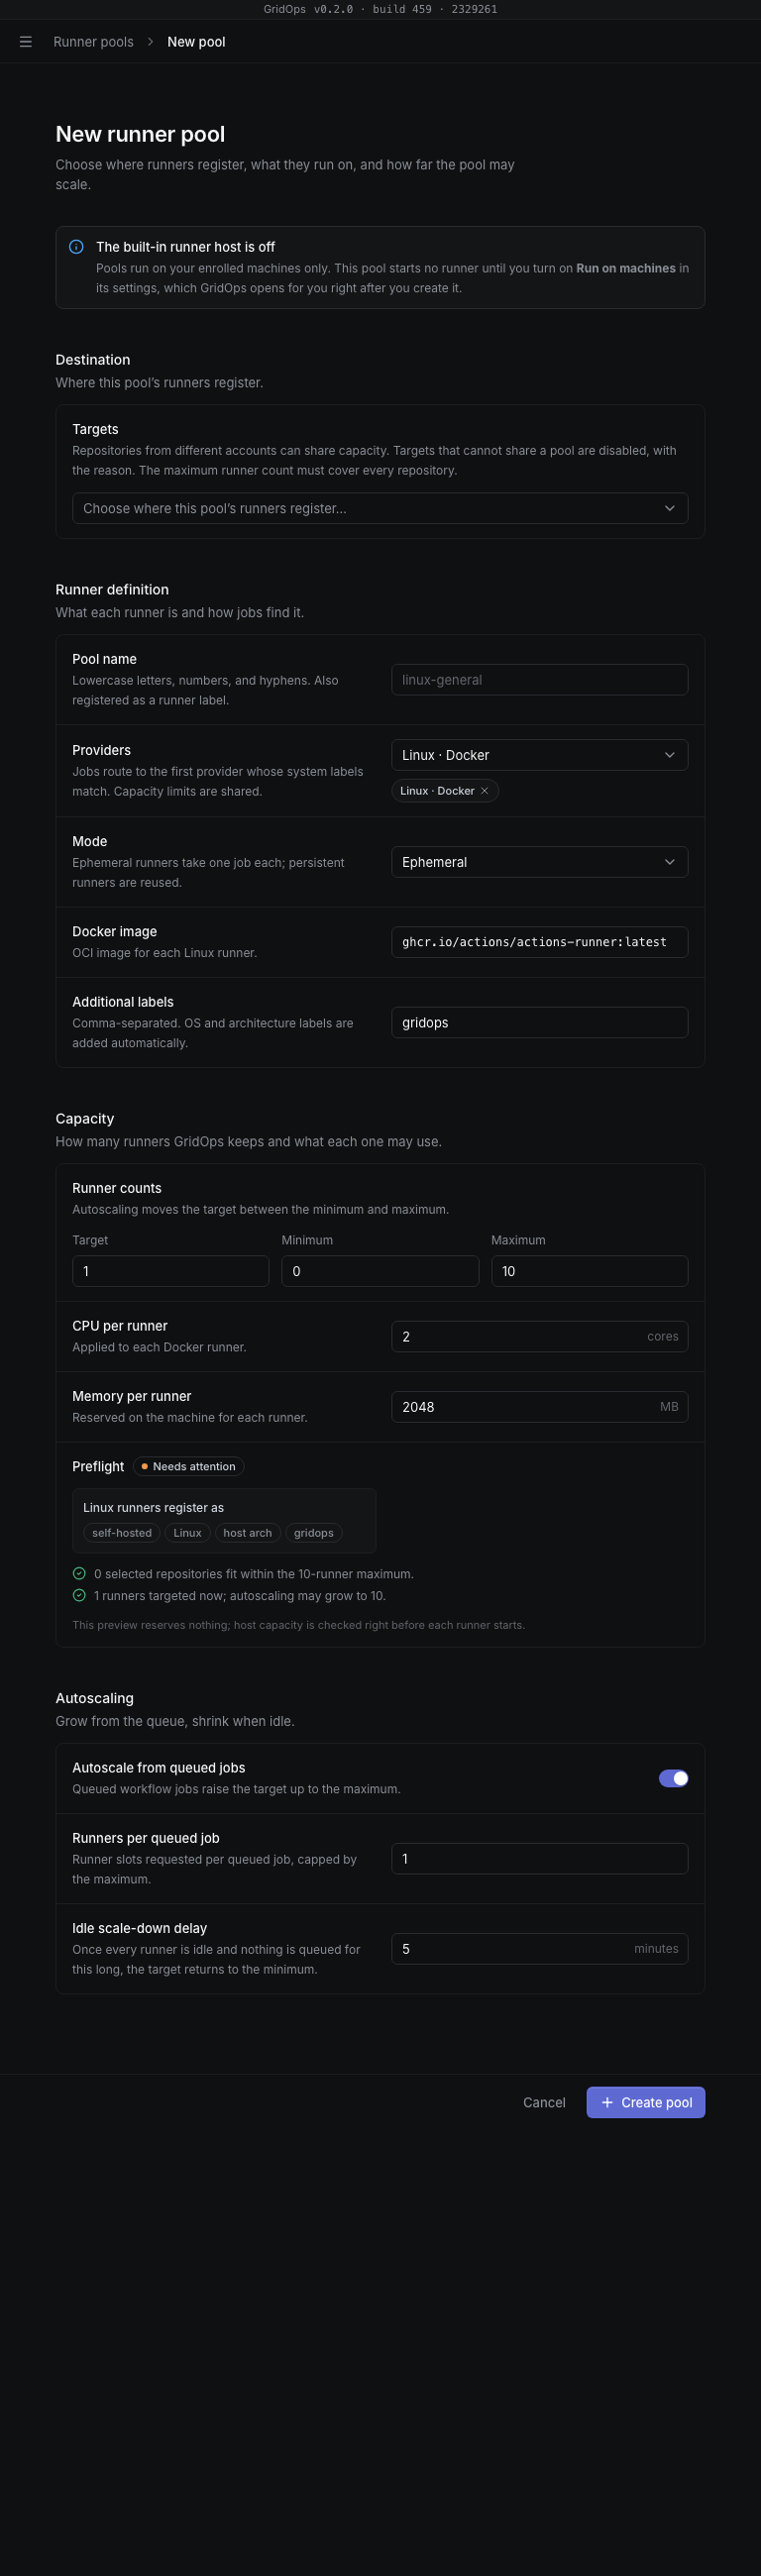 GridOps v0.2.0 · build 459 · 2329261
Runner pools > New pool
New runner pool
Choose where runners register, what they run on, and how far the pool may
scale.
The built-in runner host is off
Pools run on your enrolled machines only. This pool starts no runner until you turn on Run on machines in
its settings, which GridOps opens for you right after you create it.
Destination
Where this pool’s runners register.
Targets
Repositories from different accounts can share capacity. Targets that cannot share a pool are disabled, with
the reason. The maximum runner count must cover every repository.
Choose where this pool’s runners register...
Runner definition
What each runner is and how jobs find it.
Pool name
Lowercase letters, numbers, and hyphens. Also
registered as a runner label.
linux-general
Providers
Jobs route to the first provider whose system labels
match. Capacity limits are shared.
Linux · Docker
Linux · Docker
Mode
Ephemeral runners take one job each; persistent
runners are reused.
Ephemeral
Docker image
OCI image for each Linux runner.
ghcr.io/actions/actions-runner:latest
Additional labels
Comma-separated. OS and architecture labels are
added automatically.
gridops
Capacity
How many runners GridOps keeps and what each one may use.
Runner counts
Autoscaling moves the target between the minimum and maximum.
Target Minimum Maximum
1 0 10
CPU per runner
Applied to each Docker runner.
2 cores
Memory per runner
Reserved on the machine for each runner.
2048 MB
Preflight Needs attention
Linux runners register as
self-hosted Linux host arch gridops
0 selected repositories fit within the 10-runner maximum.
1 runners targeted now; autoscaling may grow to 10.
This preview reserves nothing; host capacity is checked right before each runner starts.
Autoscaling
Grow from the queue, shrink when idle.
Autoscale from queued jobs
Queued workflow jobs raise the target up to the maximum.
Runners per queued job
Runner slots requested per queued job, capped by
the maximum.
1
Idle scale-down delay
Once every runner is idle and nothing is queued for
this long, the target returns to the minimum.
5 minutes
Cancel
Create pool